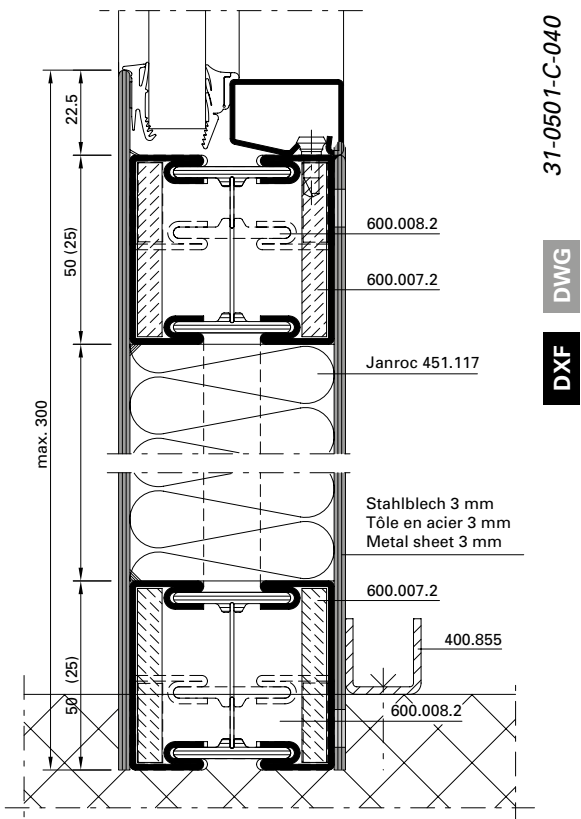 31-0501-C-040
22.5
50 (25)
max. 300
600.008.2
600.007.2
DWG
DXF
Janroc 451.117
Stahlblech 3 mm
Tôle en acier 3 mm
Metal sheet 3 mm
600.007.2
400.855
50 (25)
600.008.2